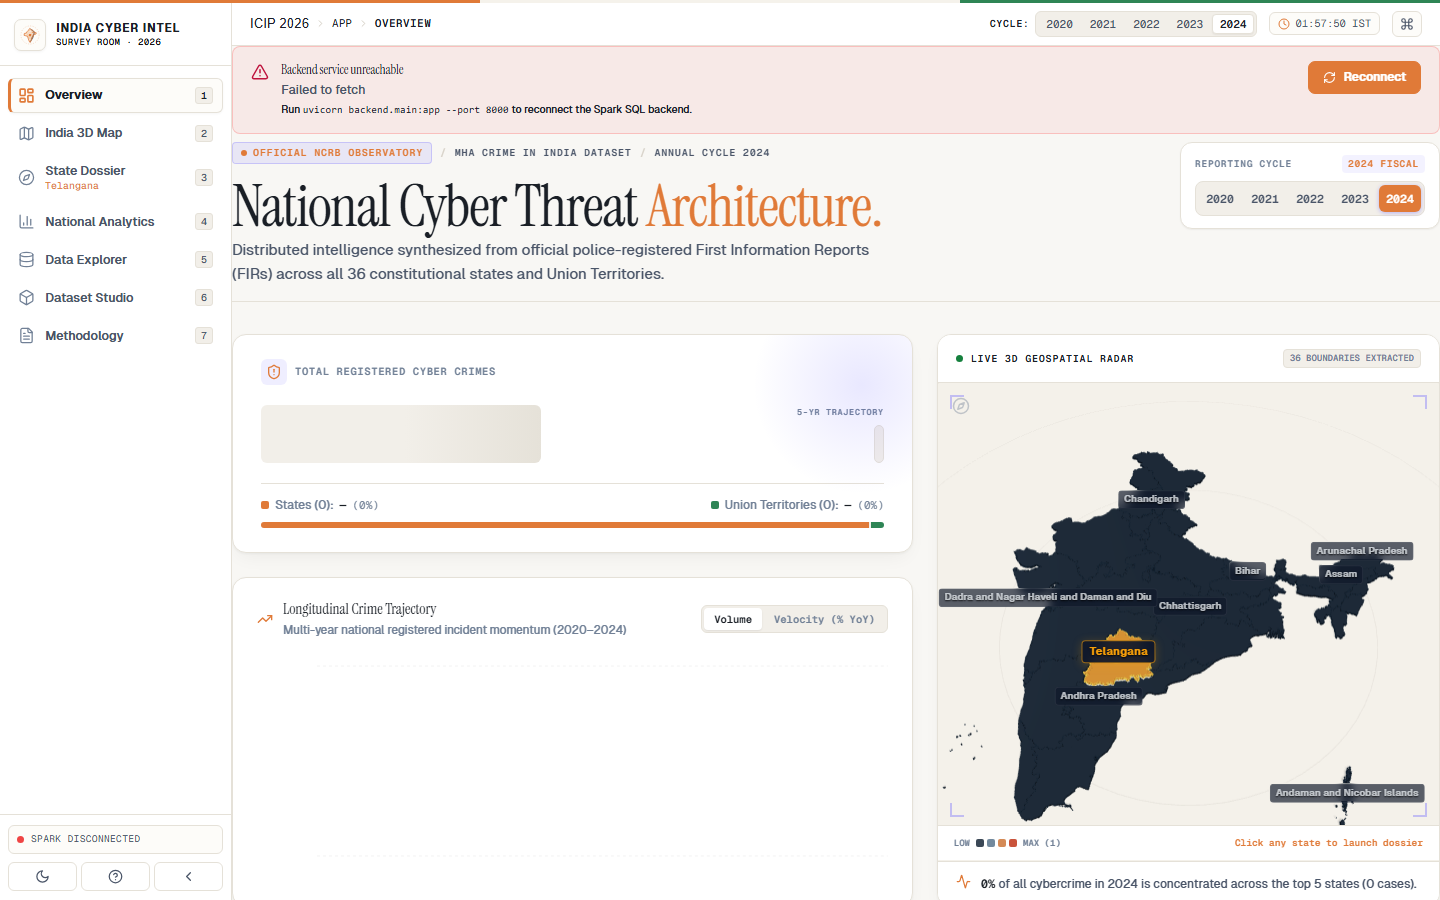 INDIA CYBER INTEL
SURVEY ROOM · 2026
Overview 1
India 3D Map 2
State Dossier 3
Telangana
National Analytics 4
Data Explorer 5
Dataset Studio 6
Methodology 7
SPARK DISCONNECTED
ICIP 2026 APP OVERVIEW
CYCLE: 2020 2021 2022 2023 2024 01:57:50 IST ⌘
Backend service unreachable
Failed to fetch
Run uvicorn backend.main:app --port 8000 to reconnect the Spark SQL backend.
Reconnect
OFFICIAL NCRB OBSERVATORY / MHA CRIME IN INDIA DATASET / ANNUAL CYCLE 2024
National Cyber Threat Architecture.
Distributed intelligence synthesized from official police-registered First Information Reports
(FIRs) across all 36 constitutional states and Union Territories.
REPORTING CYCLE 2024 FISCAL
2020 2021 2022 2023 2024
TOTAL REGISTERED CYBER CRIMES
5-YR TRAJECTORY
States (0): – (0%)
Union Territories (0): – (0%)
Longitudinal Crime Trajectory
Multi-year national registered incident momentum (2020–2024)
Volume Velocity (% YoY)
LIVE 3D GEOSPATIAL RADAR 36 BOUNDARIES EXTRACTED
Chandigarh
Arunachal Pradesh
Bihar
Assam
Dadra and Nagar Haveli and Daman and Diu
Chhattisgarh
Telangana
Andhra Pradesh
Andaman and Nicobar Islands
LOW MAX (1) Click any state to launch dossier
0% of all cybercrime in 2024 is concentrated across the top 5 states (0 cases).